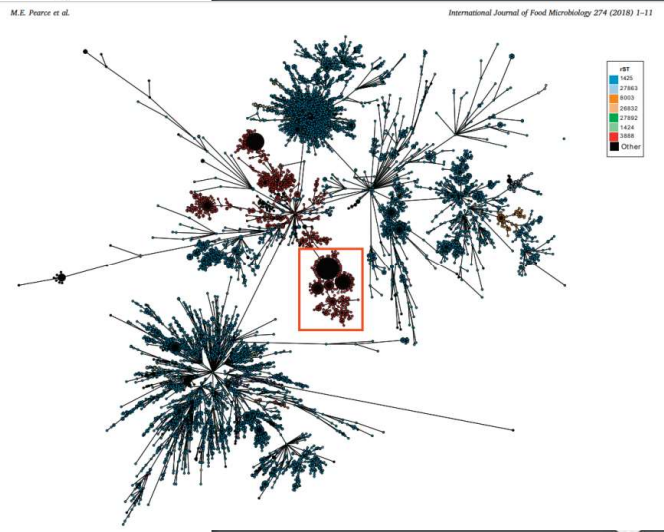 M.E. Pearce et al.
International Journal of Food Microbiology 274 (2018) 1–11
rST
1425
27863
8003
26832
27892
1424
3888
Other